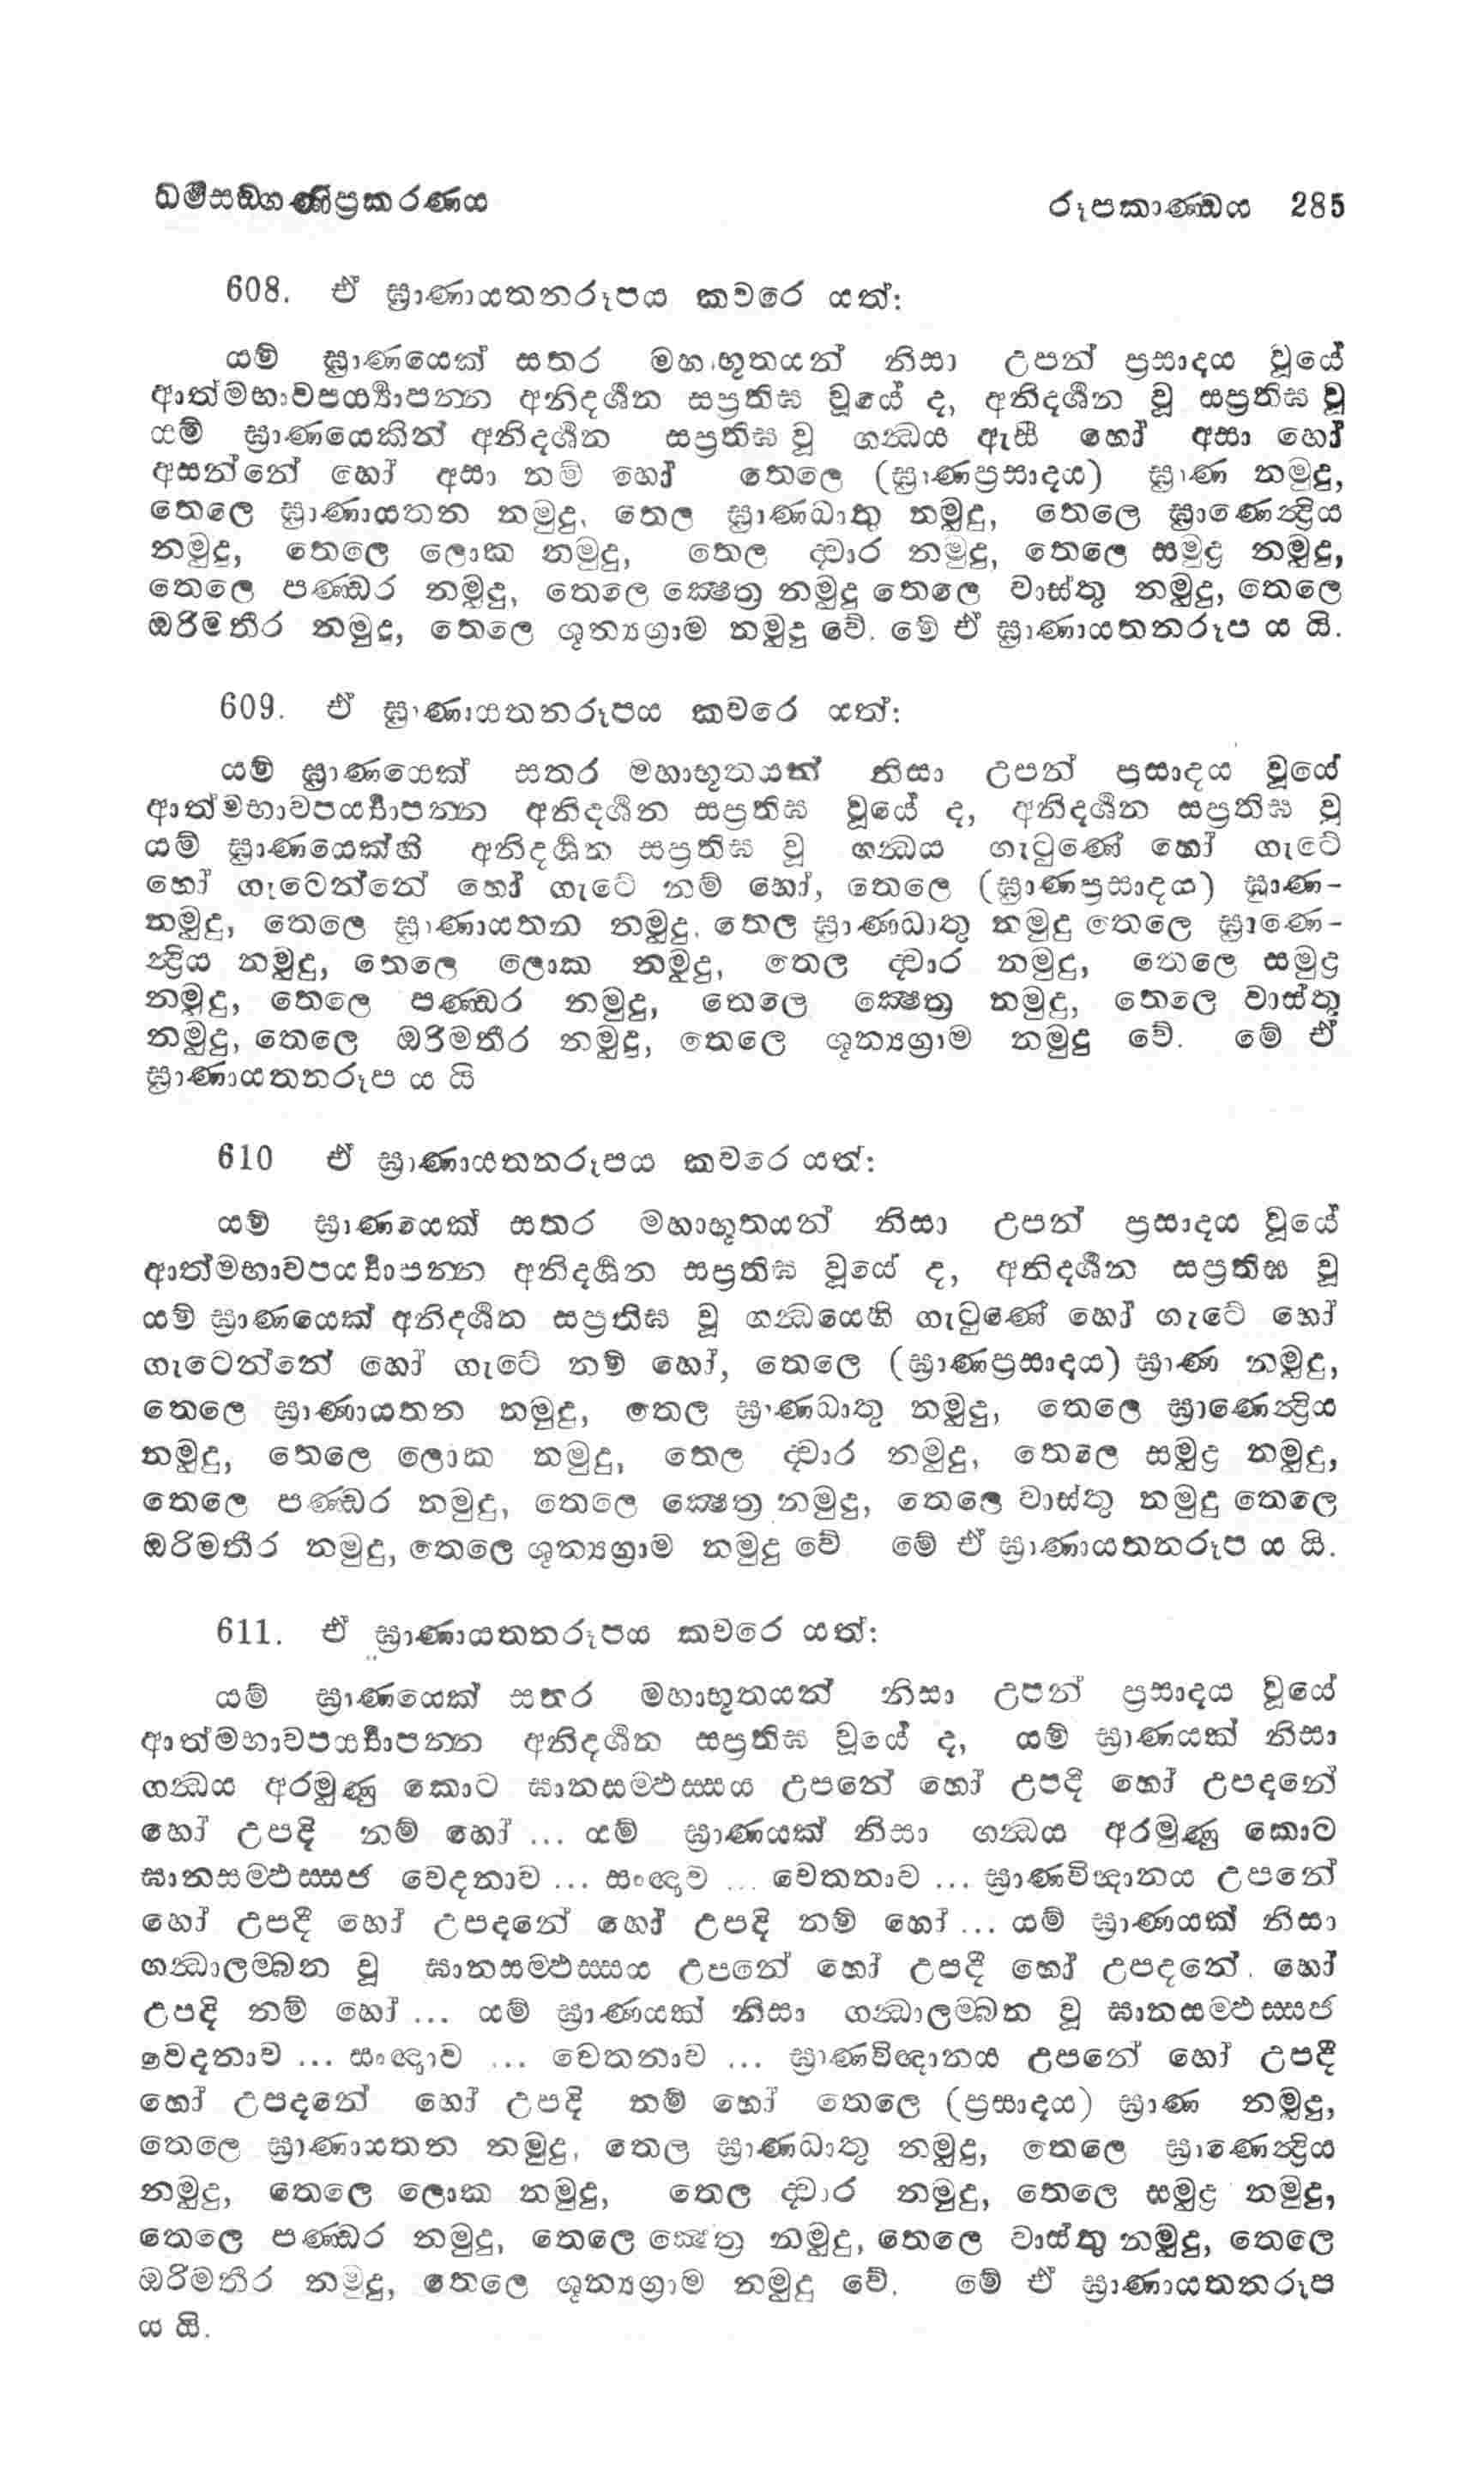 ධර්මසඞ්ගණිප්‍රකරණය
රූපකාණ්ඩය 285
608. ඒ ඝ්‍රාණායතනරූපය කවරේ යත්:
යම් ඝ්‍රාණයෙක් සතර මහාභූතයන් නිසා උපන් ප්‍රසාදය වූයේ
ආත්මභාවපර්‍ය්‍යාපන්න අනිදර්ශන සප්‍රතිඝ වූයේ ද, අනිදර්ශන වූ සප්‍රතිඝ වූ
යම් ඝ්‍රාණයෙකින් අනිදර්ශන සප්‍රතිඝ වූ ගන්‍ධය ඇසී හෝ අසා හෝ
අසන්නේ හෝ අසා නම් හෝ තෙලෙ (ඝ්‍රාණප්‍රසාදය) ඝ්‍රාණ නමුදු,
තෙලෙ ඝ්‍රාණායතන නමුදු, තෙල ඝ්‍රාණධාතු නමුදු, තෙලෙ ඝ්‍රාණෙන්‍ද්‍රිය
නමුදු, තෙලෙ ලොක නමුදු, තෙල ද්‍වාර නමුදු, තෙලෙ සමුද්‍ර නමුදු,
තෙලෙ පණ්ඩර නමුදු, තෙලෙ ක්‍ෂෙත්‍ර නමුදු තෙලෙ වාස්තු නමුදු, තෙලෙ
ඔරිමතීර නමුදු, තෙලෙ ශූන්‍යග්‍රාම නමුදු වේ. මේ ඒ ඝ්‍රාණායතනරූප ය යි.
609. ඒ ඝ්‍රාණායතනරූපය කවරේ යත්:
යම් ඝ්‍රාණයෙක් සතර මහාභූතයන් නිසා උපන් ප්‍රසාදය වූයේ
ආත්මභාවපර්‍ය්‍යාපන්න අනිදර්ශන සප්‍රතිඝ වූයේ ද, අනිදර්ශන සප්‍රතිඝ වූ
යම් ඝ්‍රාණයෙක්හි අනිදර්ශන සප්‍රතිඝ වූ ගන්‍ධය ගැටුණේ හෝ ගැටේ
හෝ ගැටෙන්නේ හෝ ගැටේ නම් හෝ, තෙලෙ (ඝ්‍රාණප්‍රසාදය) ඝ්‍රාණ-
නමුදු, තෙලෙ ඝ්‍රාණායතන නමුදු, තෙල ඝ්‍රාණධාතු නමුදු තෙලෙ ඝ්‍රාණෙ-
න්‍ද්‍රිය නමුදු, තෙලෙ ලොක නමුදු, තෙල ද්‍වාර නමුදු, තෙලෙ සමුද්‍ර
නමුදු, තෙලෙ පණ්ඩර නමුදු, තෙලෙ ක්‍ෂෙත්‍ර නමුදු, තෙලෙ වාස්තු
නමුදු, තෙලෙ ඔරිමතීර නමුදු, තෙලෙ ශූන්‍යග්‍රාම නමුදු වේ. මේ ඒ
ඝ්‍රාණායතනරූප ය යි
610 ඒ ඝ්‍රාණායතනරූපය කවරේ යත්:
යම් ඝ්‍රාණයෙක් සතර මහාභූතයන් නිසා උපන් ප්‍රසාදය වූයේ
ආත්මභාවපර්‍ය්‍යාපන්න අනිදර්ශන සප්‍රතිඝ වූයේ ද, අනිදර්ශන සප්‍රතිඝ වූ
යම් ඝ්‍රාණයෙක් අනිදර්ශන සප්‍රතිඝ වූ ගන්‍ධයෙහි ගැටුණේ හෝ ගැටේ හෝ
ගැටෙන්නේ හෝ ගැටේ නම් හෝ, තෙලෙ (ඝ්‍රාණප්‍රසාදය) ඝ්‍රාණ නමුදු,
තෙලෙ ඝ්‍රාණායතන නමුදු, තෙල ඝ්‍රාණධාතු නමුදු, තෙලෙ ඝ්‍රාණෙන්‍ද්‍රිය
නමුදු, තෙලෙ ලොක නමුදු, තෙල ද්‍වාර නමුදු, තෙලෙ සමුද්‍ර නමුදු,
තෙලෙ පණ්ඩර නමුදු, තෙලෙ ක්‍ෂෙත්‍ර නමුදු, තෙලෙ වාස්තු නමුදු තෙලෙ
ඔරිමතීර නමුදු, තෙලෙ ශූන්‍යග්‍රාම නමුදු වේ මේ ඒ ඝ්‍රාණායතනරූප ය යි.
611. ඒ ඝ්‍රාණායතනරූපය කවරේ යත්:
යම් ඝ්‍රාණයෙක් සතර මහාභූතයන් නිසා උපන් ප්‍රසාදය වූයේ
ආත්මභාවපර්‍ය්‍යාපන්න අනිදර්ශන සප්‍රතිඝ වූයේ ද, යම් ඝ්‍රාණයක් නිසා
ගන්‍ධය අරමුණු කොට ඝානසම්ඵස්සය උපනේ හෝ උපදී හෝ උපදනේ
හෝ උපදි නම් හෝ ... යම් ඝ්‍රාණයක් නිසා ගන්‍ධය අරමුණු කොට
ඝානසම්ඵස්සජ වෙදනාව ... සංඥාව ... චෙතනාව ... ඝ්‍රාණවිඥානය උපනේ
හෝ උපදී හෝ උපදනේ හෝ උපදි නම් හෝ ... යම් ඝ්‍රාණයක් නිසා
ගන්‍ධාලම්බන වූ ඝානසම්ඵස්සය උපනේ හෝ උපදී හෝ උපදනේ. හෝ
උපදි නම් හෝ ... යම් ඝ්‍රාණයක් නිසා ගන්‍ධාලම්බන වූ ඝානසම්ඵස්සජ
වෙදනාව ... සංඥාව ... චෙතනාව ... ඝ්‍රාණවිඥානය උපනේ හෝ උපදී
හෝ උපදනේ හෝ උපදි නම් හෝ තෙලෙ (ප්‍රසාදය) ඝ්‍රාණ නමුදු,
තෙලෙ ඝ්‍රාණායතන නමුදු, තෙල ඝ්‍රාණධාතු නමුදු, තෙලෙ ඝ්‍රාණෙන්‍ද්‍රිය
නමුදු, තෙලෙ ලොක නමුදු, තෙල ද්‍වාර නමුදු, තෙලෙ සමුද්‍ර නමුදු,
තෙලෙ පණ්ඩර නමුදු, තෙලෙ ක්‍ෂෙත්‍ර නමුදු, තෙලෙ වාස්තු නමුදු, තෙලෙ
ඔරිමතීර නමුදු, තෙලෙ ශූන්‍යග්‍රාම නමුදු වේ. මේ ඒ ඝ්‍රාණායතනරූප
ය යි.